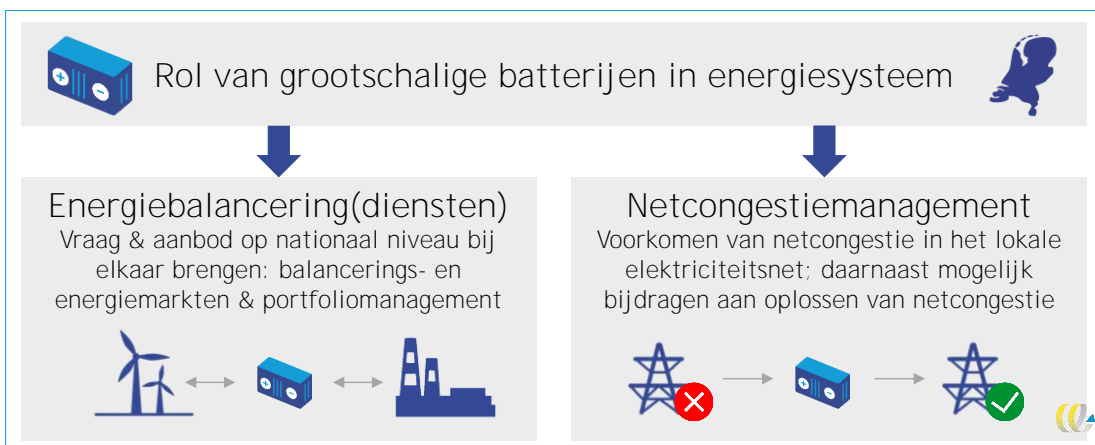 Rol van grootschalige batterijen in energiesysteem
Energiebalancering(diensten)
Vraag & aanbod op nationaal niveau bij
elkaar brengen: balancerings- en
energiemarkten & portfoliomanagement
Netcongestiemanagement
Voorkomen van netcongestie in het lokale
elektriciteitsnet; daarnaast mogelijk
bijdragen aan oplossen van netcongestie